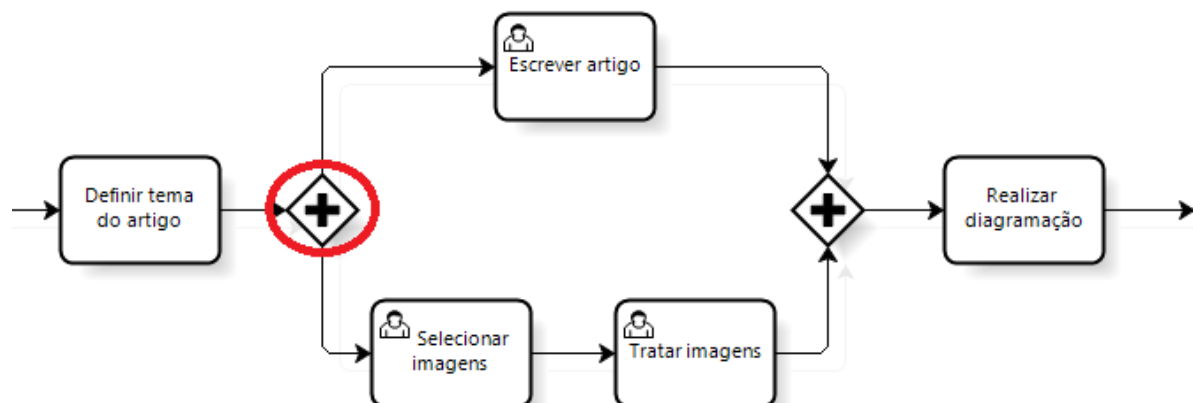 Escrever artigo
Definir tema
do artigo
Realizar
diagramação
Selecionar
imagens
Tratar imagens